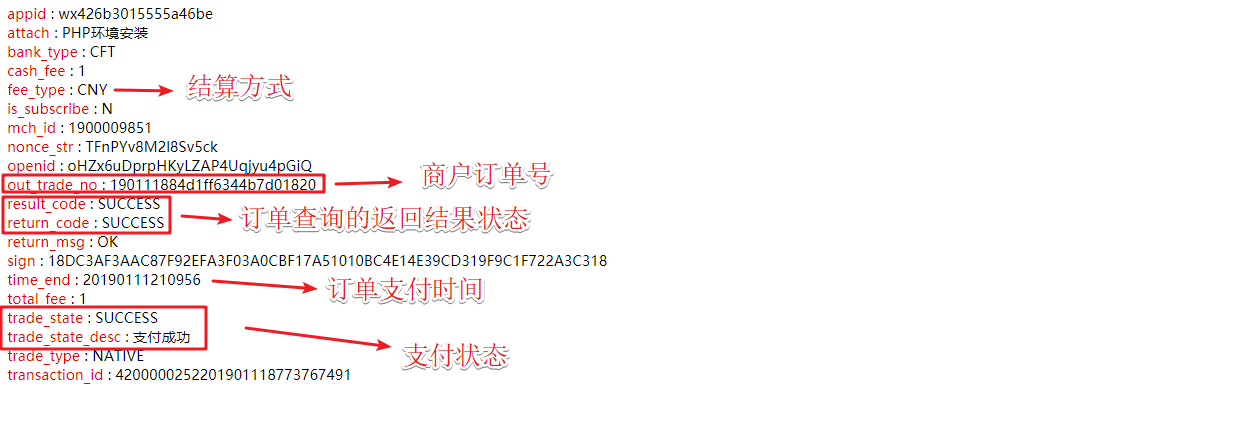 appid : wx426b3015555a46be
attach : PHP环境安装
bank_type : CFT
cash_fee : 1
fee_type : CNY 结算方式
is_subscribe : N
mch_id : 1900009851
nonce_str : TFnPYv8M2I8Sv5ck
openid : oHZx6uDprpHKyLZAP4Uqjyu4pGiQ
out_trade_no : 190111884d1ff6344b7d01820 商户订单号
result_code : SUCCESS
return_code : SUCCESS 订单查询的返回结果状态
return_msg : OK
sign : 18DC3AF3AAC87F92EFA3F03A0CBF17A51010BC4E14E39CD319F9C1F722A3C318
time_end : 20190111210956 订单支付时间
total_fee : 1
trade_state : SUCCESS
trade_state_desc : 支付成功 支付状态
trade_type : NATIVE
transaction_id : 4200000252201901118773767491